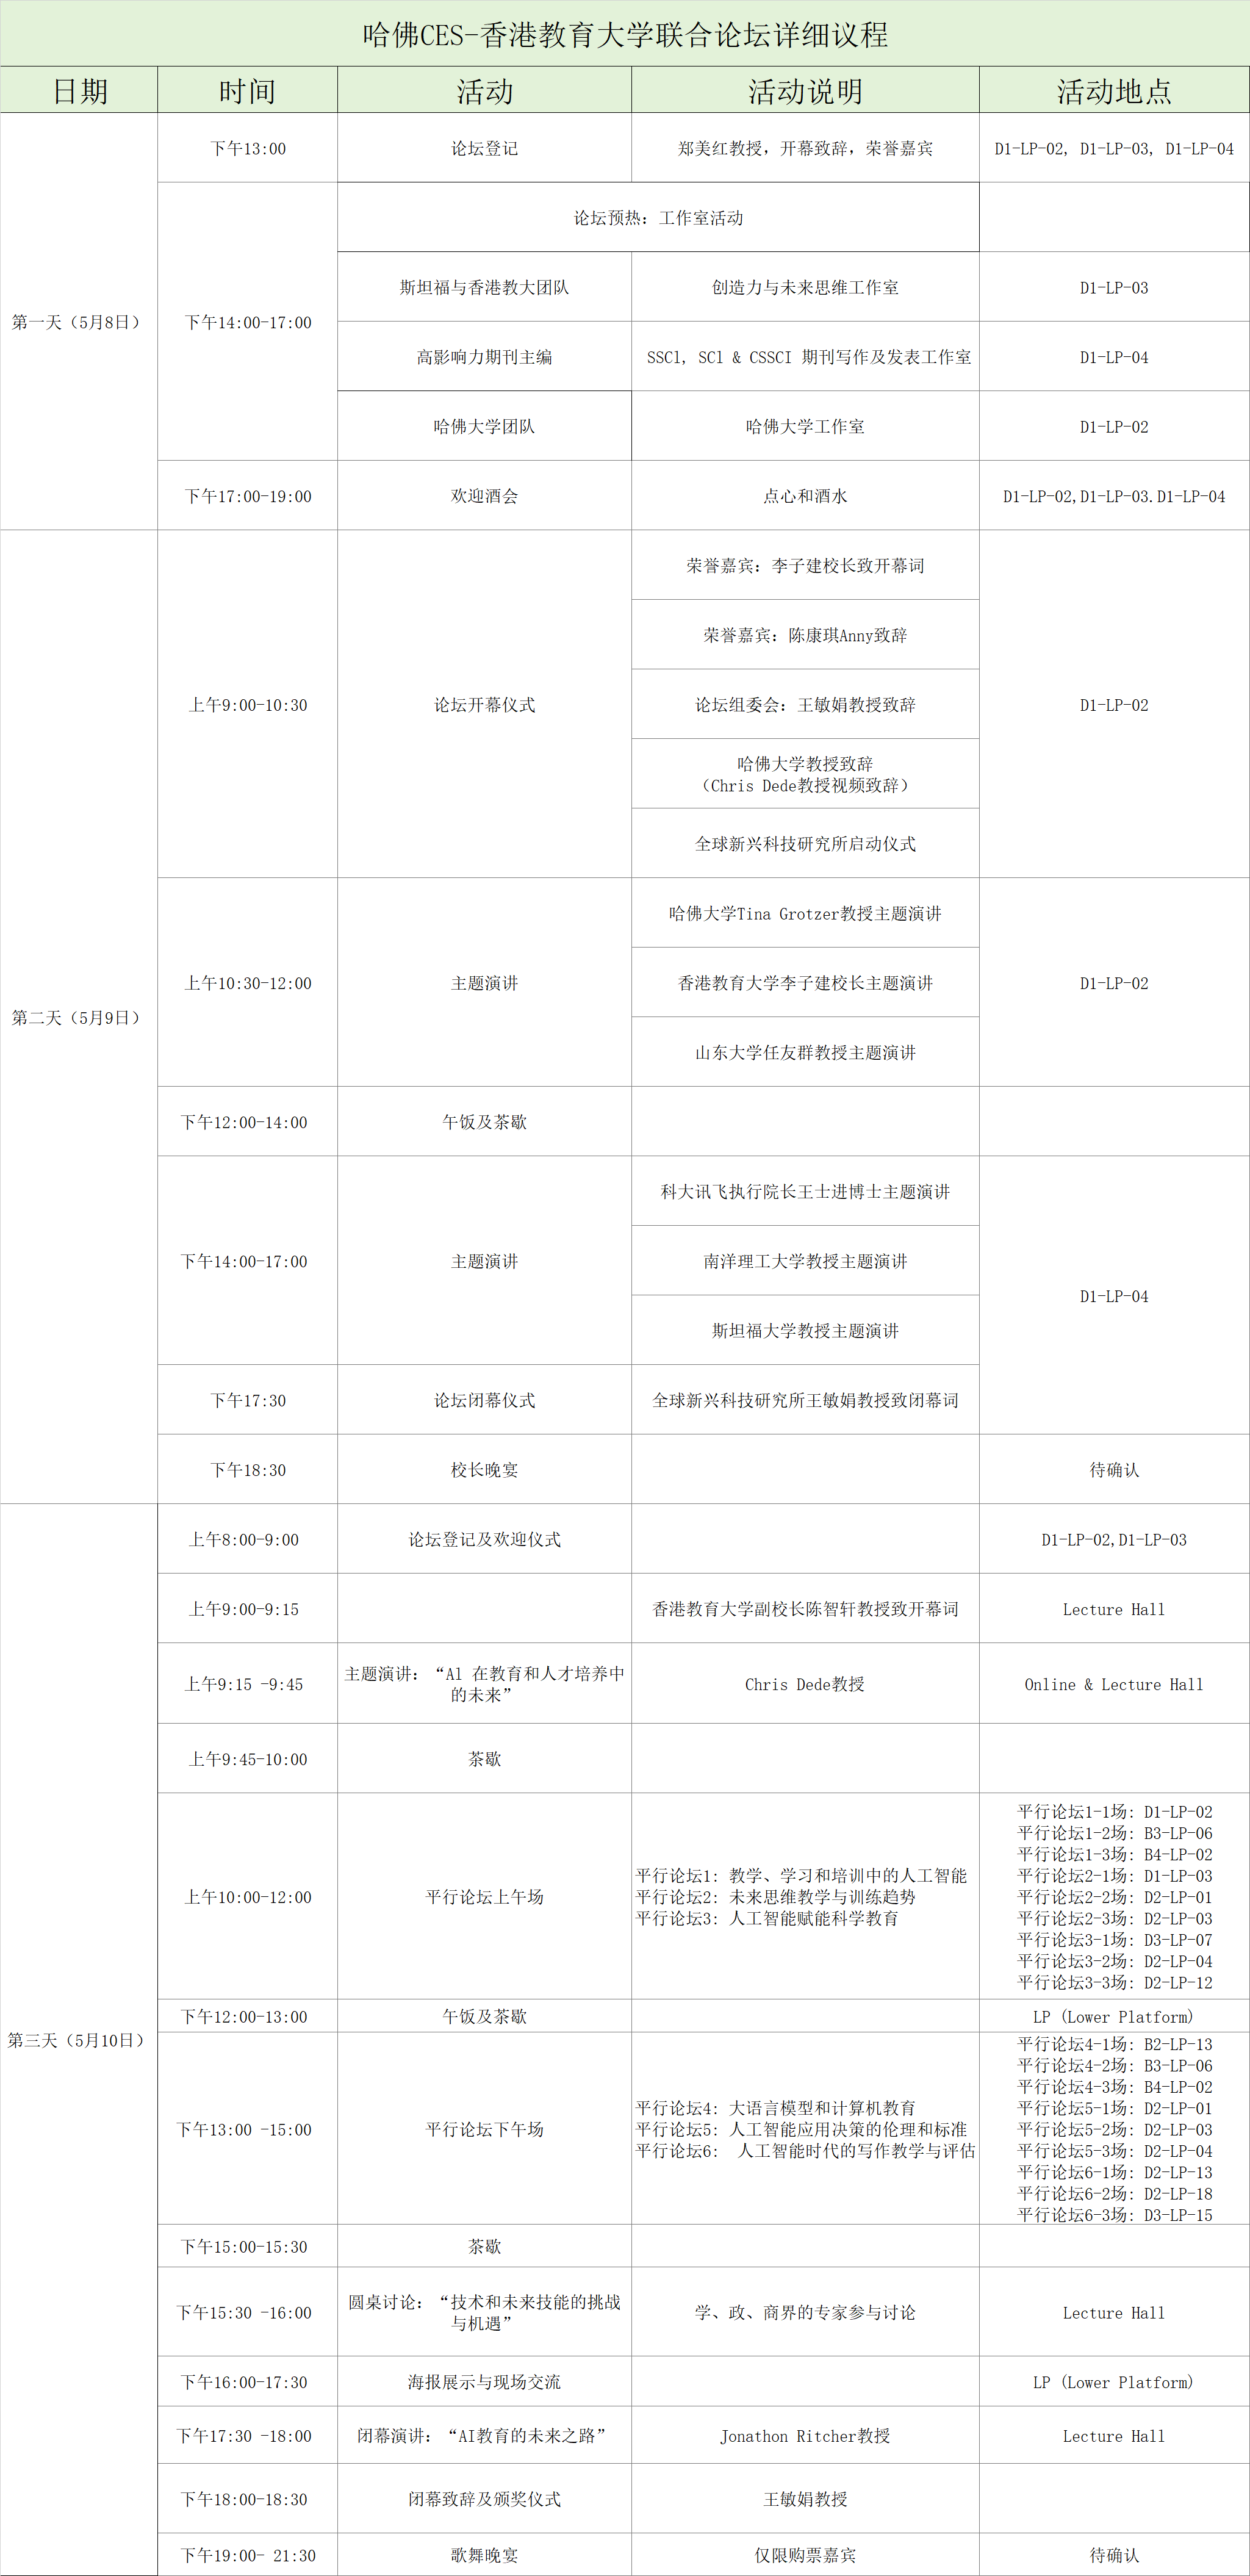 哈佛CES-香港教育大学联合论坛详细议程
日期 时间 活动 活动说明 活动地点
第一天（5月8日）
下午13:00 论坛登记 郑美红教授，开幕致辞，荣誉嘉宾 D1-LP-02, D1-LP-03, D1-LP-04
下午14:00-17:00
论坛预热：工作室活动
斯坦福与香港教大团队 创造力与未来思维工作室 D1-LP-03
高影响力期刊主编 SSCl, SCl & CSSCI 期刊写作及发表工作室 D1-LP-04
哈佛大学团队 哈佛大学工作室 D1-LP-02
下午17:00-19:00 欢迎酒会 点心和酒水 D1-LP-02,D1-LP-03.D1-LP-04
第二天（5月9日）
上午9:00-10:30 论坛开幕仪式
荣誉嘉宾：李子建校长致开幕词
荣誉嘉宾：陈康琪Anny致辞
论坛组委会：王敏娟教授致辞
哈佛大学教授致辞
（Chris Dede教授视频致辞）
全球新兴科技研究所启动仪式
D1-LP-02
上午10:30-12:00 主题演讲
哈佛大学Tina Grotzer教授主题演讲
香港教育大学李子建校长主题演讲
山东大学任友群教授主题演讲
D1-LP-02
下午12:00-14:00 午饭及茶歇
下午14:00-17:00 主题演讲
科大讯飞执行院长王士进博士主题演讲
南洋理工大学教授主题演讲
斯坦福大学教授主题演讲
D1-LP-04
下午17:30 论坛闭幕仪式 全球新兴科技研究所王敏娟教授致闭幕词
下午18:30 校长晚宴 待确认
第三天（5月10日）
上午8:00-9:00 论坛登记及欢迎仪式 D1-LP-02,D1-LP-03
上午9:00-9:15 香港教育大学副校长陈智轩教授致开幕词 Lecture Hall
上午9:15 -9:45 主题演讲：“Al 在教育和人才培养中
的未来” Chris Dede教授 Online & Lecture Hall
上午9:45-10:00 茶歇
上午10:00-12:00 平行论坛上午场
平行论坛1: 教学、学习和培训中的人工智能
平行论坛2: 未来思维教学与训练趋势
平行论坛3: 人工智能赋能科学教育
平行论坛1-1场: D1-LP-02
平行论坛1-2场: B3-LP-06
平行论坛1-3场: B4-LP-02
平行论坛2-1场: D1-LP-03
平行论坛2-2场: D2-LP-01
平行论坛2-3场: D2-LP-03
平行论坛3-1场: D3-LP-07
平行论坛3-2场: D2-LP-04
平行论坛3-3场: D2-LP-12
下午12:00-13:00 午饭及茶歇 LP (Lower Platform)
下午13:00 -15:00 平行论坛下午场
平行论坛4: 大语言模型和计算机教育
平行论坛5: 人工智能应用决策的伦理和标准
平行论坛6: 人工智能时代的写作教学与评估
平行论坛4-1场: B2-LP-13
平行论坛4-2场: B3-LP-06
平行论坛4-3场: B4-LP-02
平行论坛5-1场: D2-LP-01
平行论坛5-2场: D2-LP-03
平行论坛5-3场: D2-LP-04
平行论坛6-1场: D2-LP-13
平行论坛6-2场: D2-LP-18
平行论坛6-3场: D3-LP-15
下午15:00-15:30 茶歇
下午15:30 -16:00 圆桌讨论：“技术和未来技能的挑战
与机遇” 学、政、商界的专家参与讨论 Lecture Hall
下午16:00-17:30 海报展示与现场交流 LP (Lower Platform)
下午17:30 -18:00 闭幕演讲：“AI教育的未来之路” Jonathon Ritcher教授 Lecture Hall
下午18:00-18:30 闭幕致辞及颁奖仪式 王敏娟教授
下午19:00- 21:30 歌舞晚宴 仅限购票嘉宾 待确认